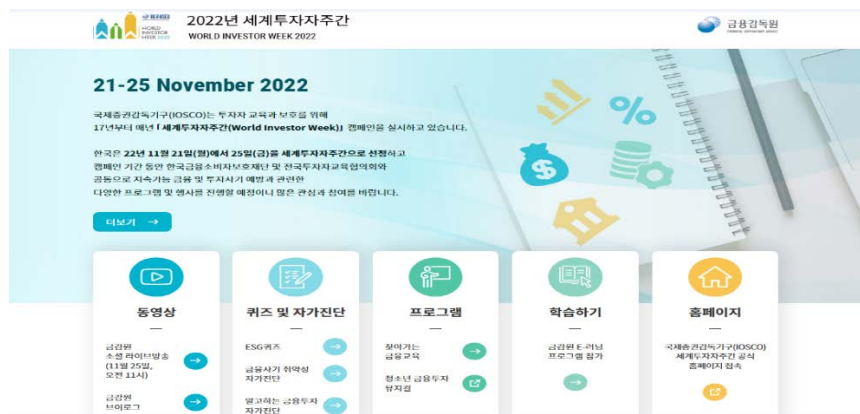 WORLD
INVESTOR
WEEK 2022
2022년 세계투자자주간
WORLD INVESTOR WEEK 2022
금융감독원
21-25 November 2022
국제증권감독기구(IOSCO)는 투자자 교육과 보호를 위해
17년부터 매년 「세계투자자주간(World Investor Week)」 캠페인을 실시하고 있습니다.
한국은 22년 11월 21일(월)에서 25일(금)을 세계투자자주간으로 선정하고
캠페인 기간 동안 한국금융소비자보호재단 및 전국투자자교육협의회와
공동으로 지속가능 금융 및 투자사기 예방과 관련한
다양한 프로그램 및 행사를 진행할 예정이니 많은 관심과 참여를 바랍니다.
더보기 →
동영상
금감원
소셜 라이브방송
(11월 25일,
오전 11시)
금감원
브이로그
퀴즈 및 자가진단
ESG퀴즈
금융사기 취약성
자가진단
알고하는 금융투자
자가진단
프로그램
찾아가는
금융교육
청소년 금융투자
뮤지컬
학습하기
금감원 E-러닝
프로그램 참가
홈페이지
국제증권감독기구(IOSCO)
세계투자자주간 공식
홈페이지 접속